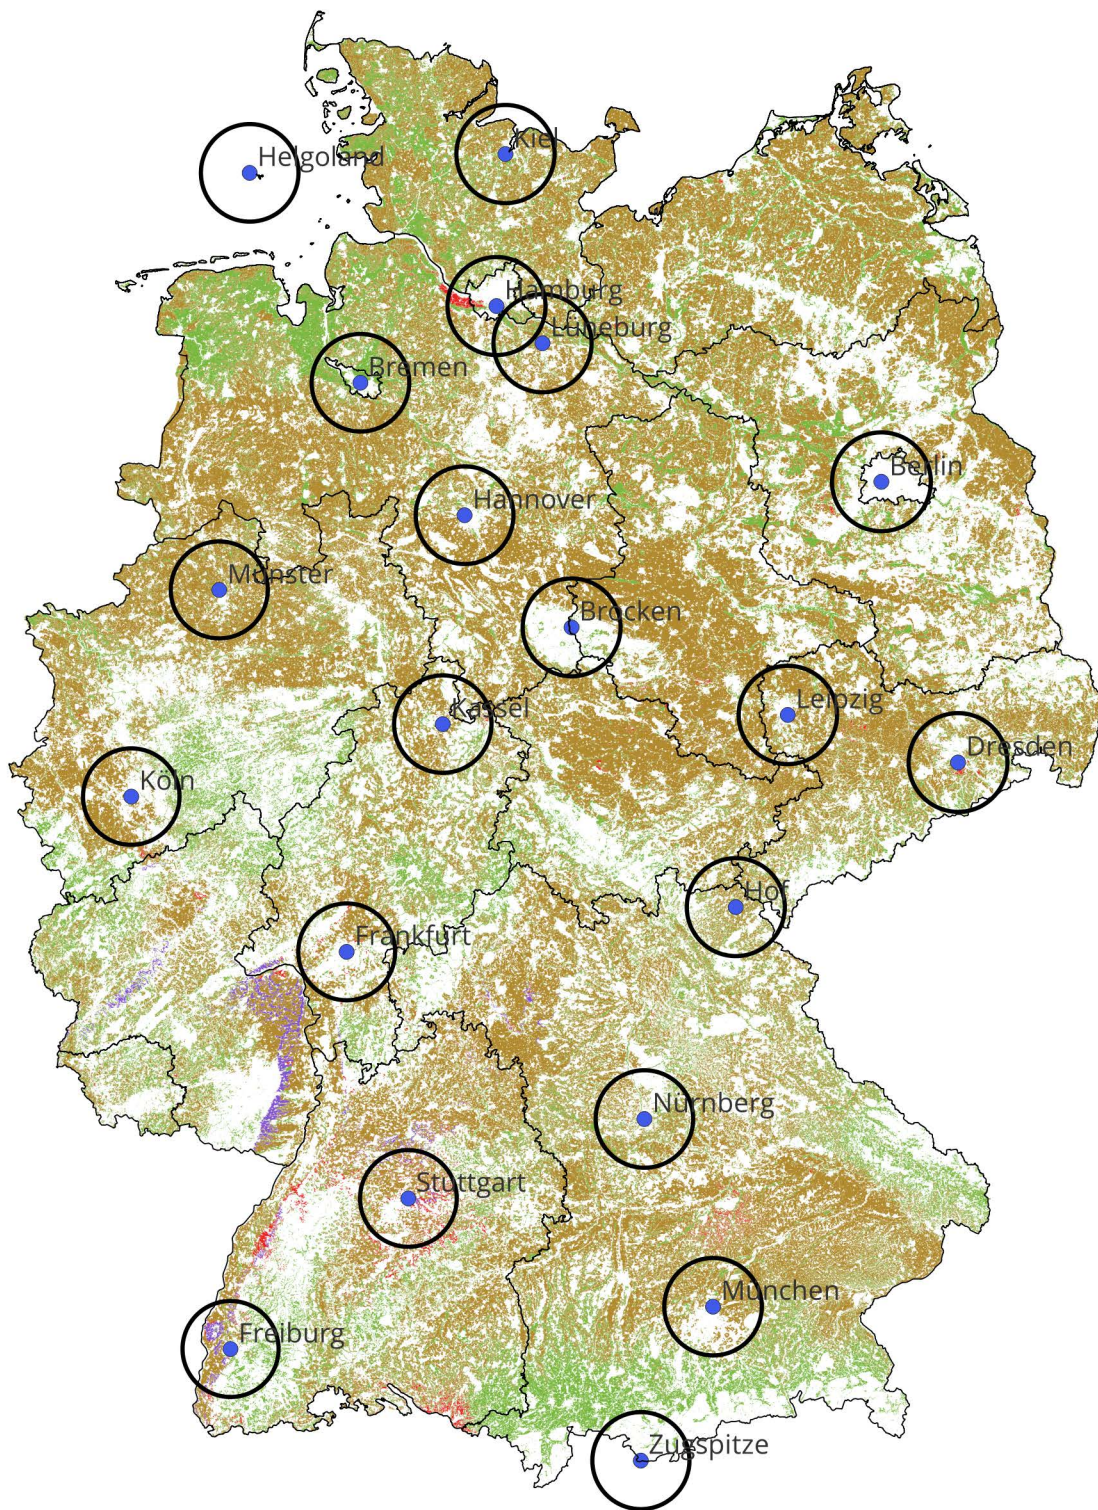 Kiel
Helgoland
Hamburg
Lüneburg
Bremen
Berlin
Hannover
Münster
Brocken
Leipzig
Kassel
Dresden
Köln
Hof
Frankfurt
Nürnberg
Stuttgart
München
Freiburg
Zugspitze